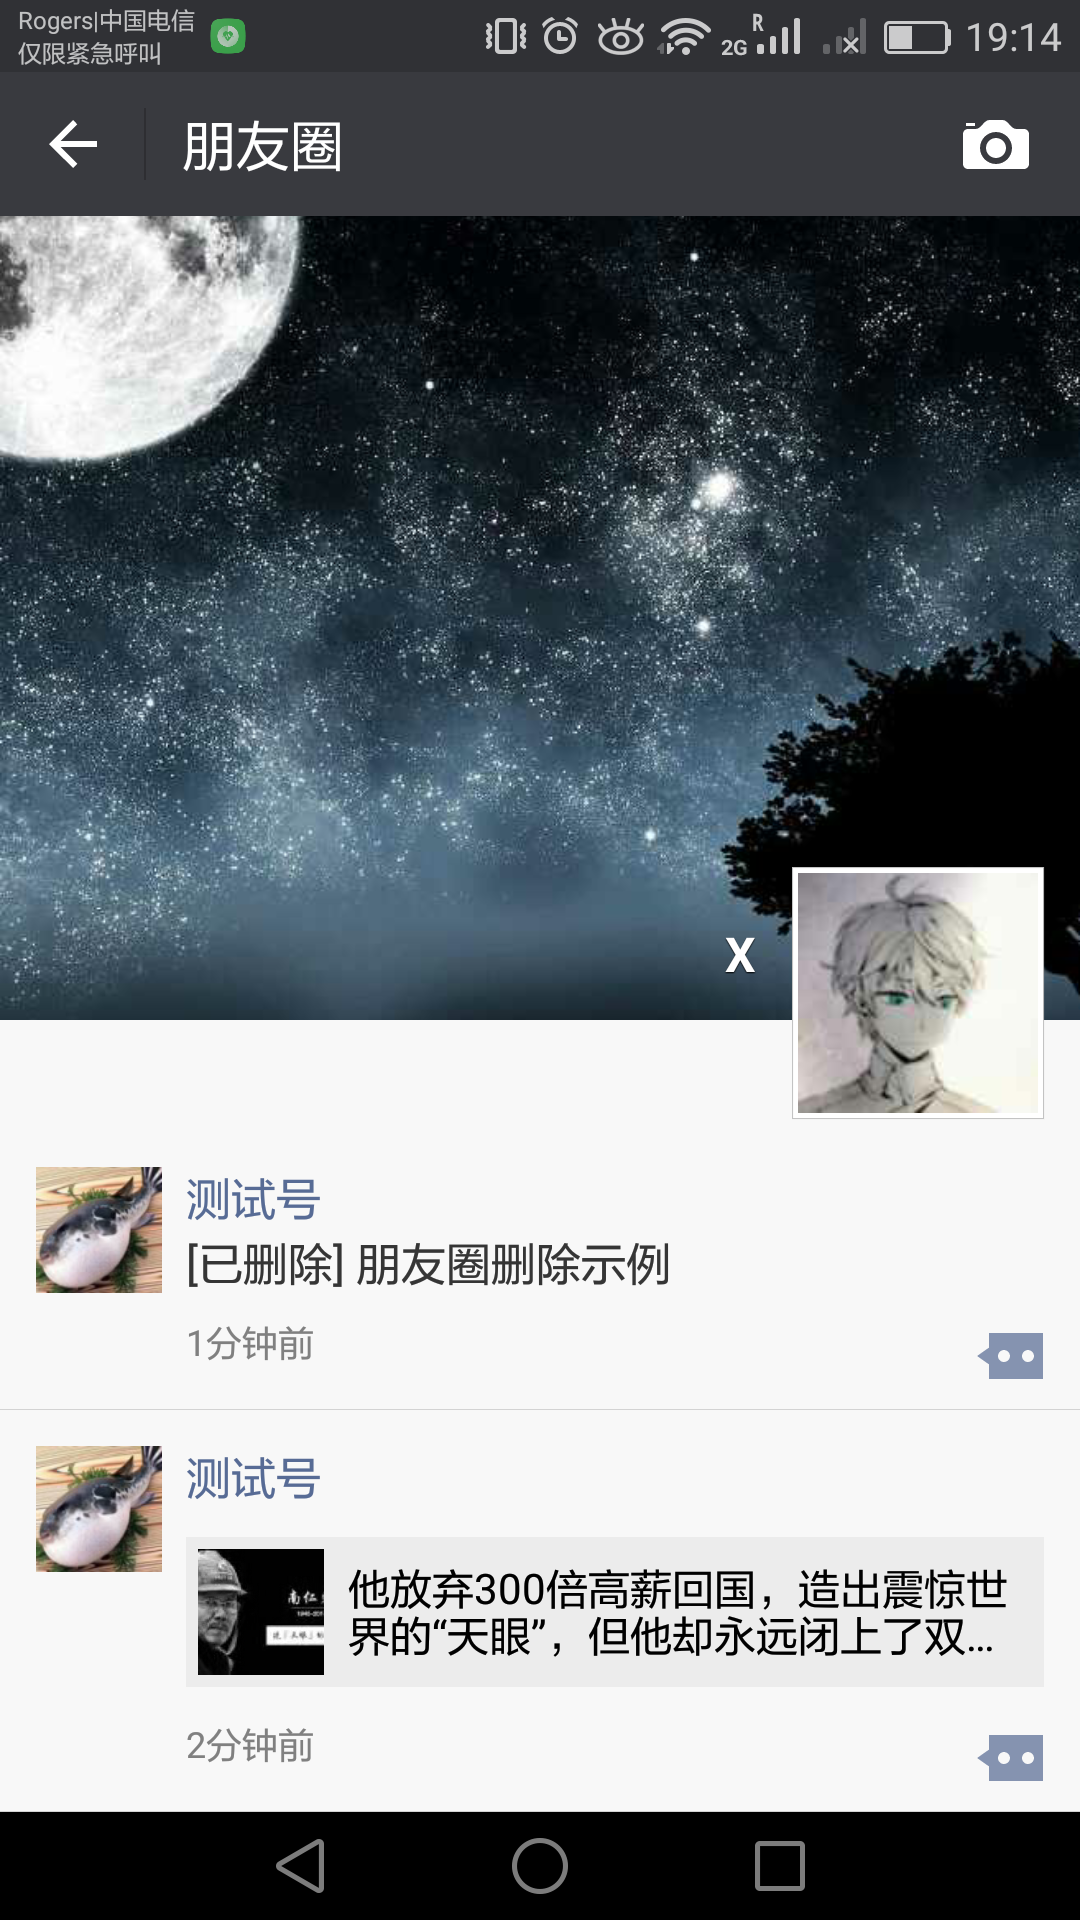 Rogers|中国电信
仅限紧急呼叫
2G
R
19:14
朋友圈
X
测试号
[已删除] 朋友圈删除示例
1分钟前
测试号
他放弃300倍高薪回国，造出震惊世
界的“天眼”，但他却永远闭上了双...
2分钟前